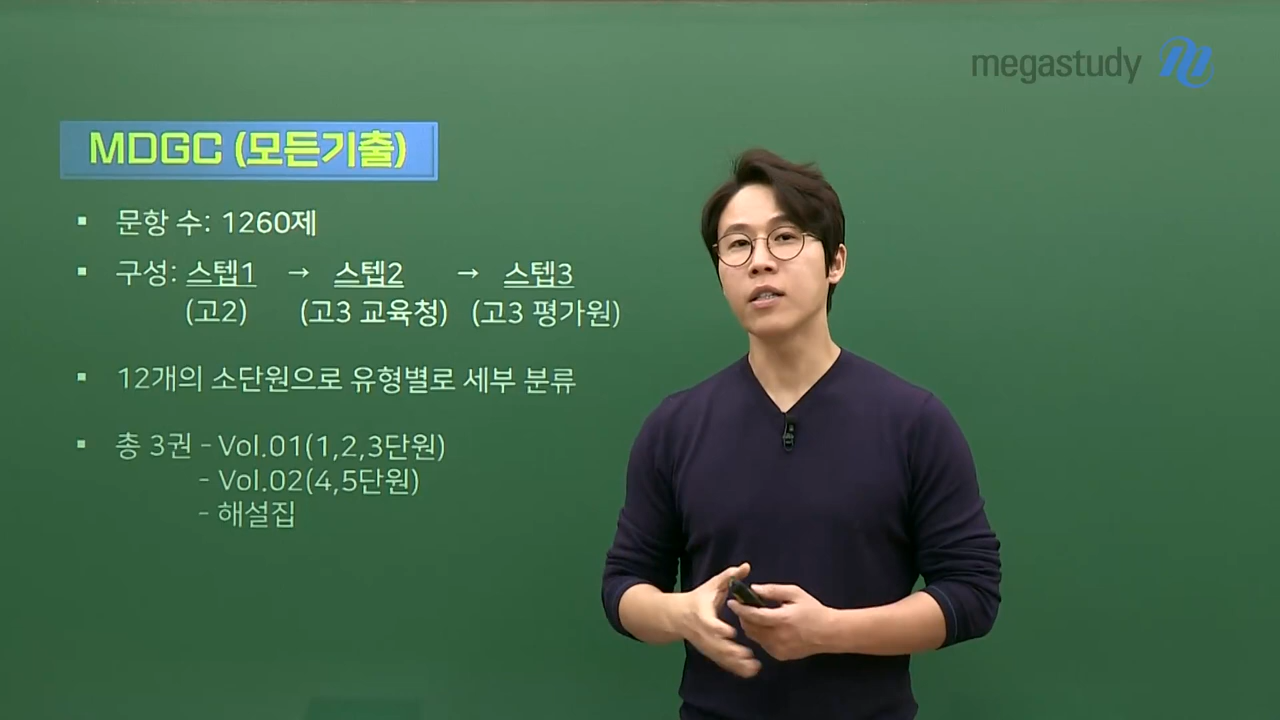 megastudy
MDGC (모든기출)
▪ 문항 수: 1260제
▪ 구성: 스텝1 → 스텝2 → 스텝3
(고2) (고3 교육청) (고3 평가원)
▪ 12개의 소단원으로 유형별로 세부 분류
▪ 총 3권 - Vol.01(1,2,3단원)
- Vol.02(4,5단원)
- 해설집